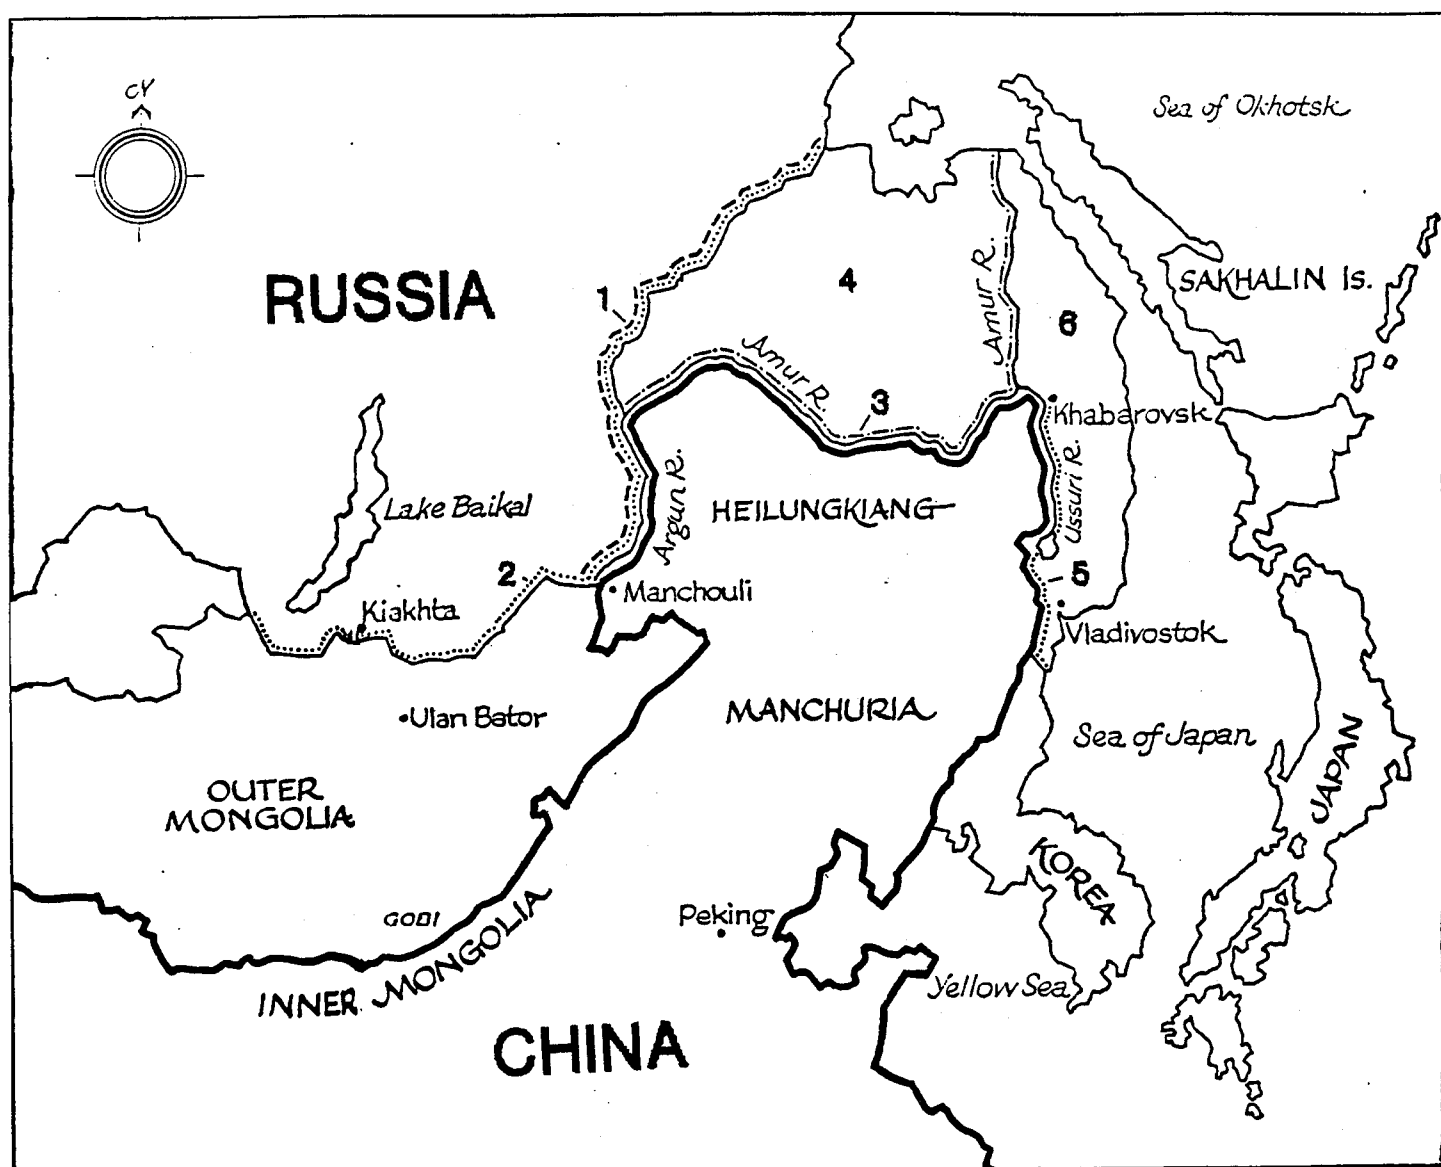 CY
Sea of Okhotsk
RUSSIA
1
4
Amur R.
6
SAKHALIN Is.
Amur R.
3
Khabarovsk
Lake Baikal
Argun R.
HEILUNGKIANG
Ussuri R.
2
5
Kiakhta
Manchouli
Vladivostok
Ulan Bator
MANCHURIA
Sea of Japan
JAPAN
OUTER
MONGOLIA
KOREA
GOBI
Peking
INNER MONGOLIA
Yellow Sea
CHINA